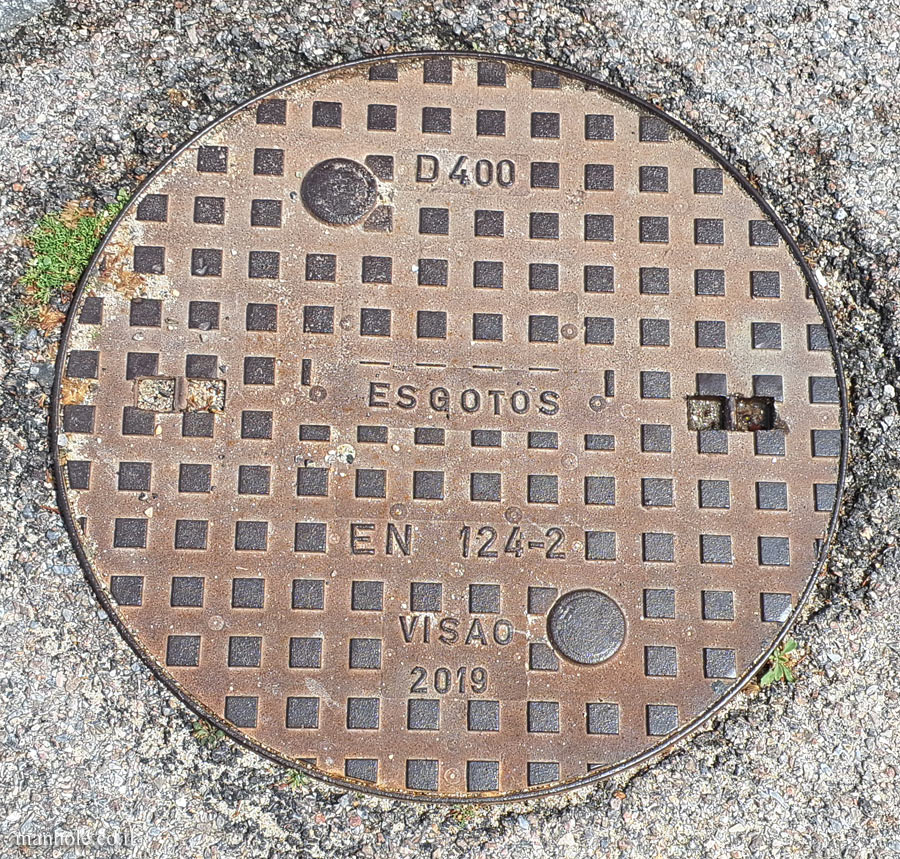 D400
ESGOTOS
EN 124-2
VISAO
2019
manhole.co.il